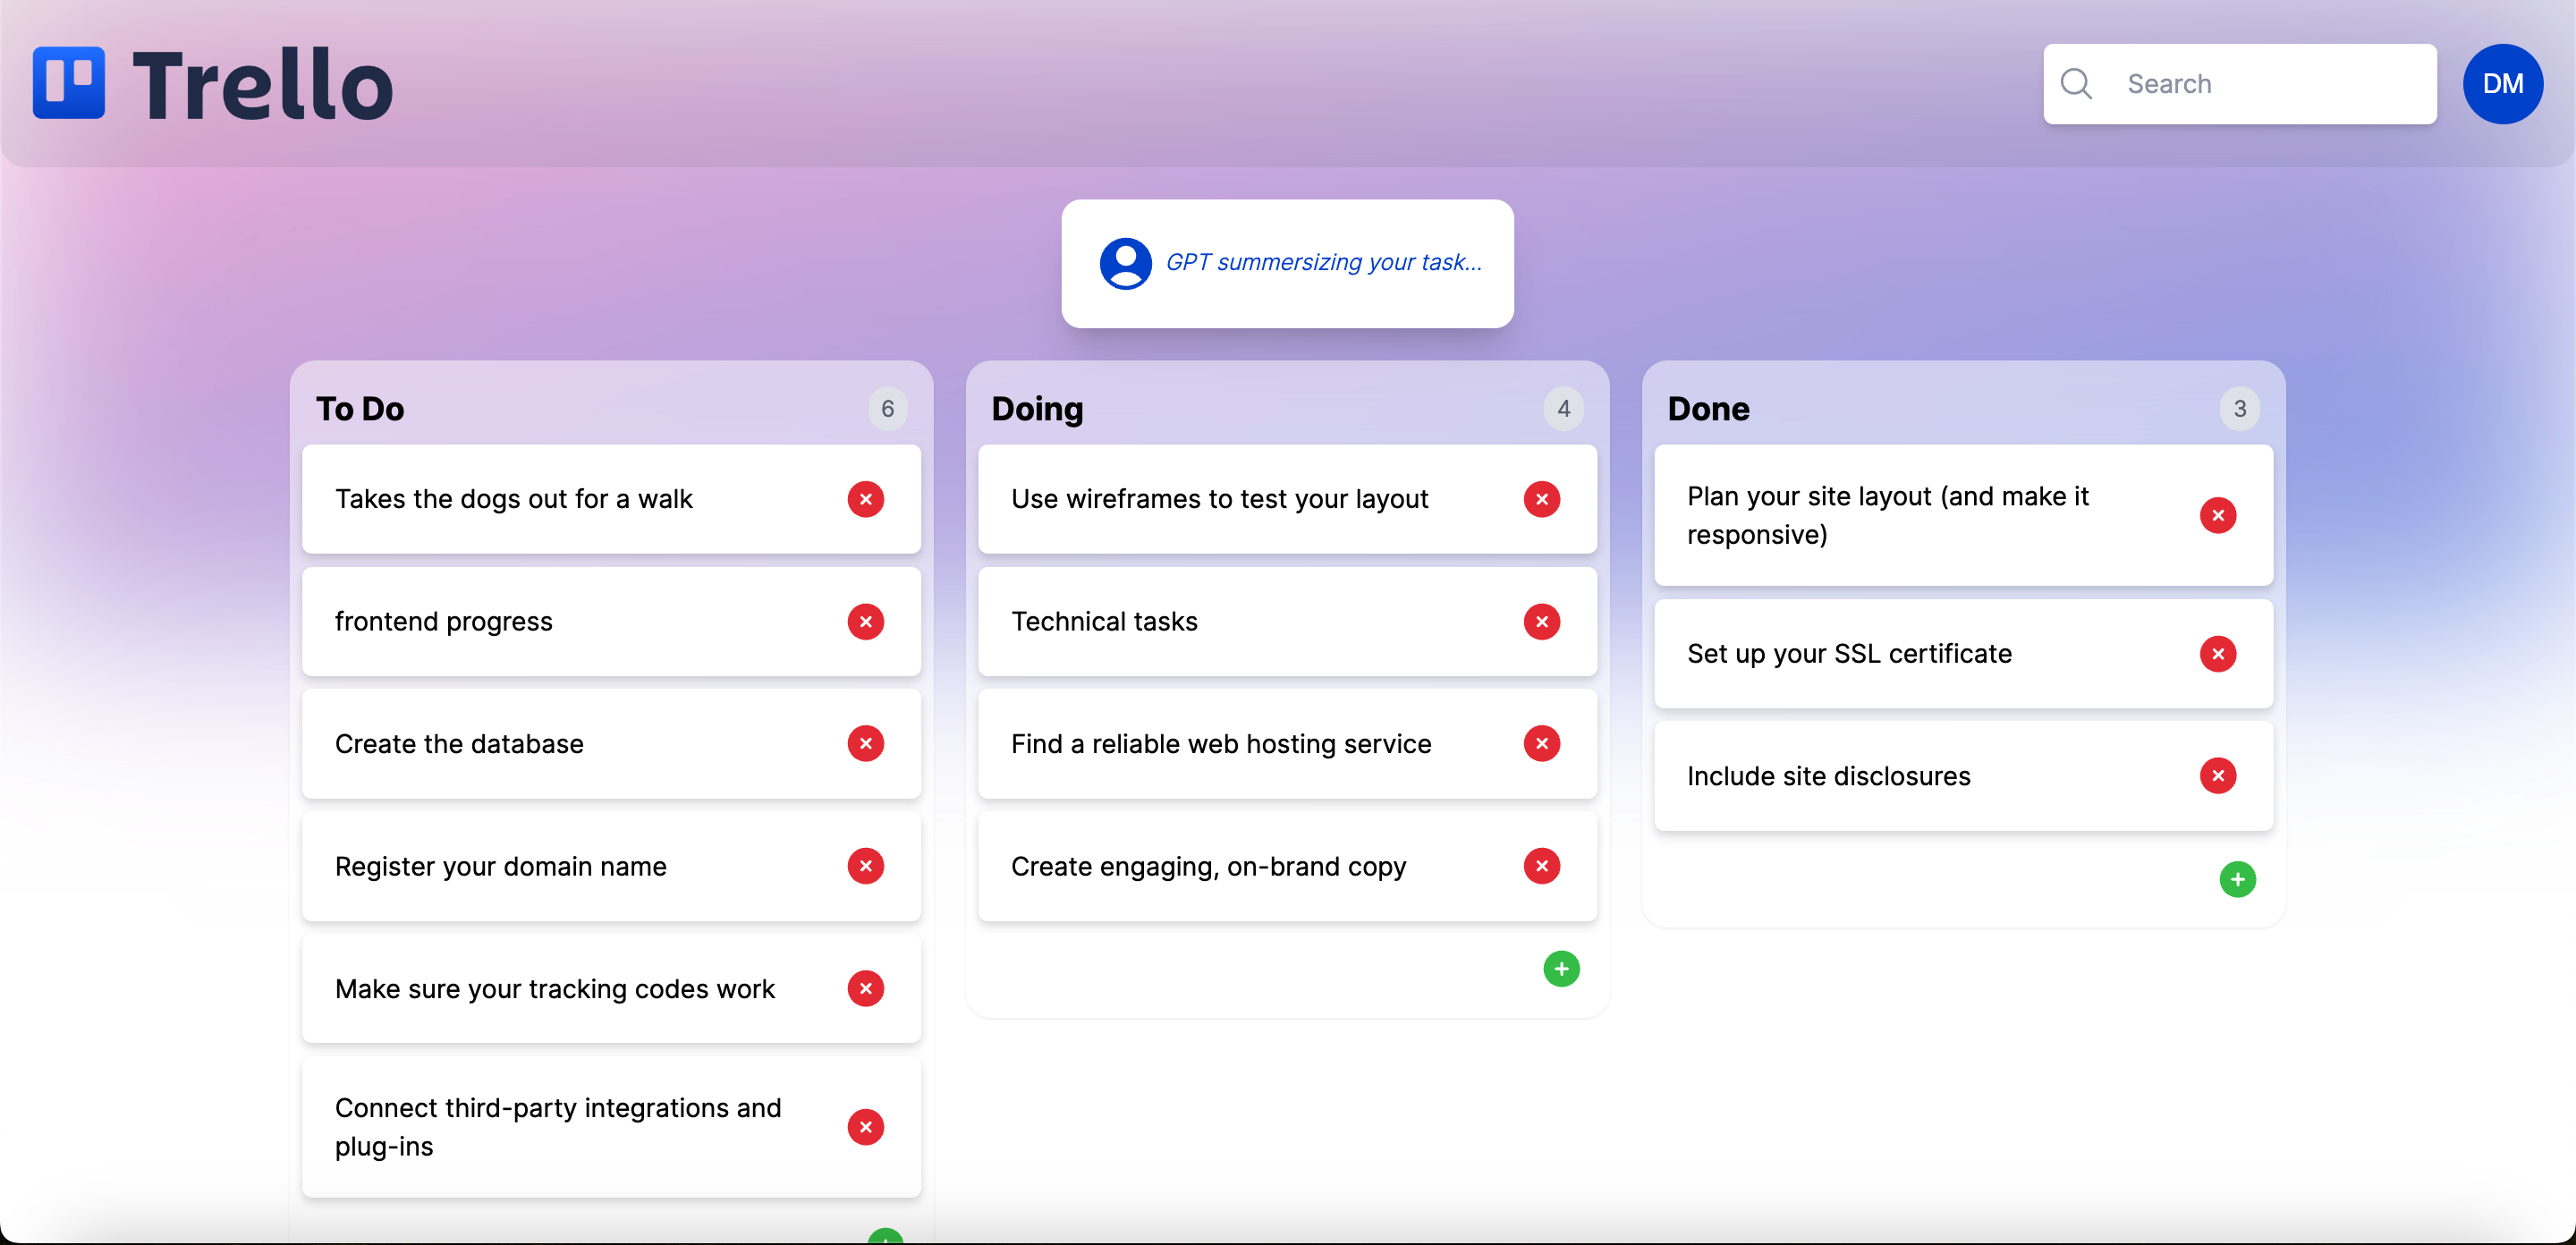 Trello
Search
DM
GPT summersizing your task...
To Do
6
Takes the dogs out for a walk
frontend progress
Create the database
Register your domain name
Make sure your tracking codes work
Connect third-party integrations and
plug-ins
Doing
4
Use wireframes to test your layout
Technical tasks
Find a reliable web hosting service
Create engaging, on-brand copy
Done
3
Plan your site layout (and make it
responsive)
Set up your SSL certificate
Include site disclosures